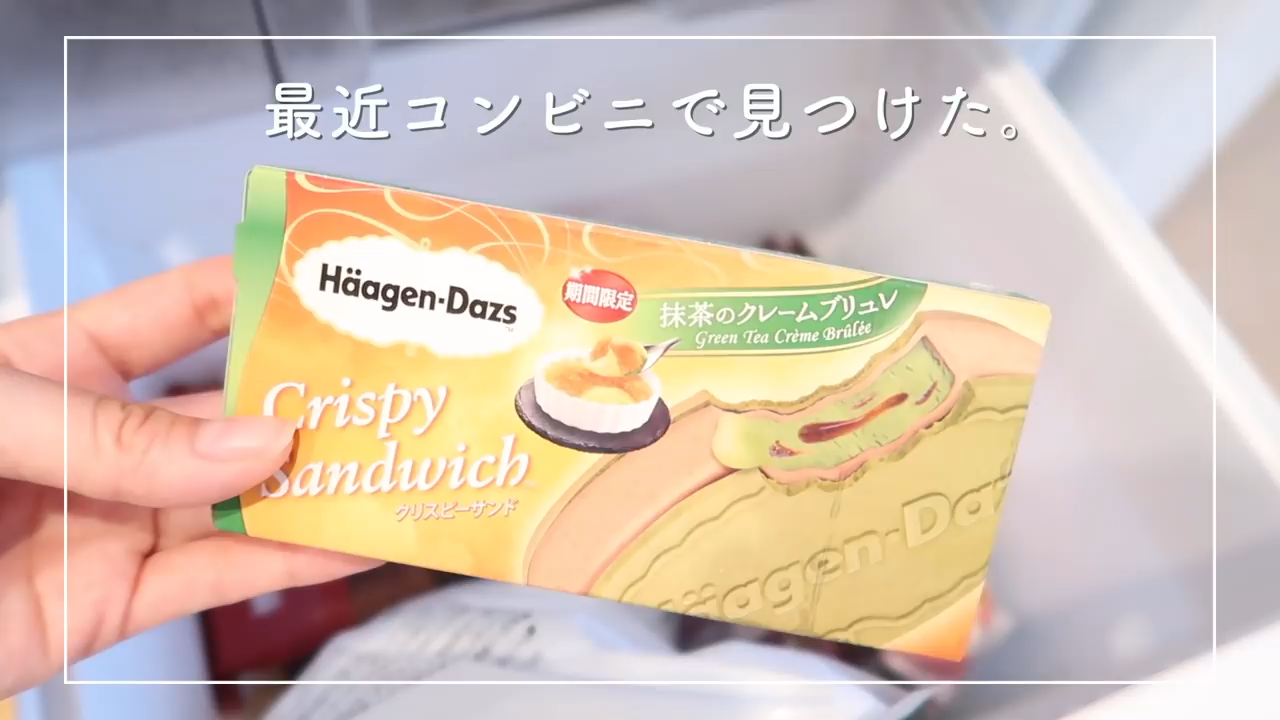 最近コンビニで見つけた。
Häagen-Dazs
期間限定
抹茶のクレームブリュレ
Green Tea Crème Brûlée
Crispy
Sandwich
クリスピーサンド
Häagen-Daz